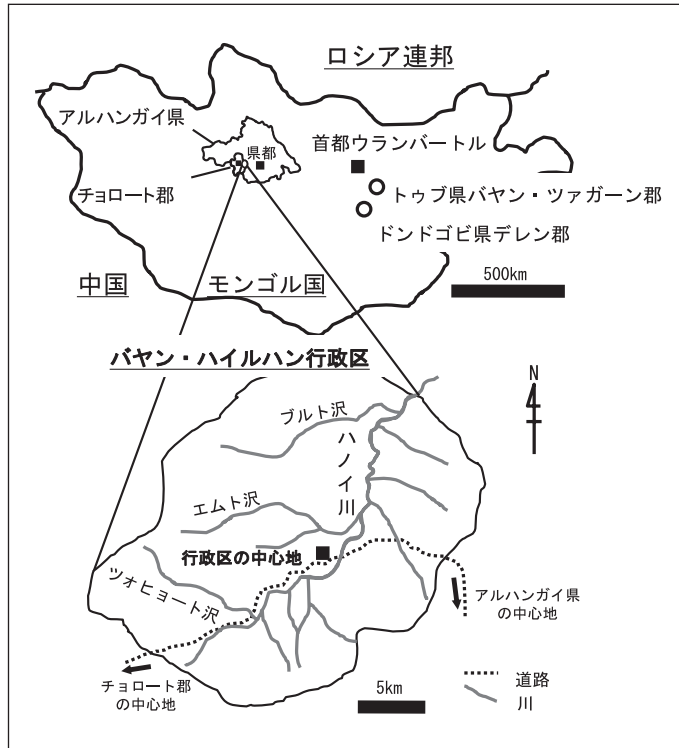 ロシア連邦
アルハンガイ県
県都
首都ウランバートル
チョロート郡
トゥブ県バヤン・ツァガーン郡
ドンドゴビ県デレン郡
中国
モンゴル国
500km
バヤン・ハイルハン行政区
N
ブルト沢
ハノイ川
エムト沢
行政区の中心地
ツォヒョート沢
アルハンガイ県
の中心地
チョロート郡
の中心地
5km
道路
川